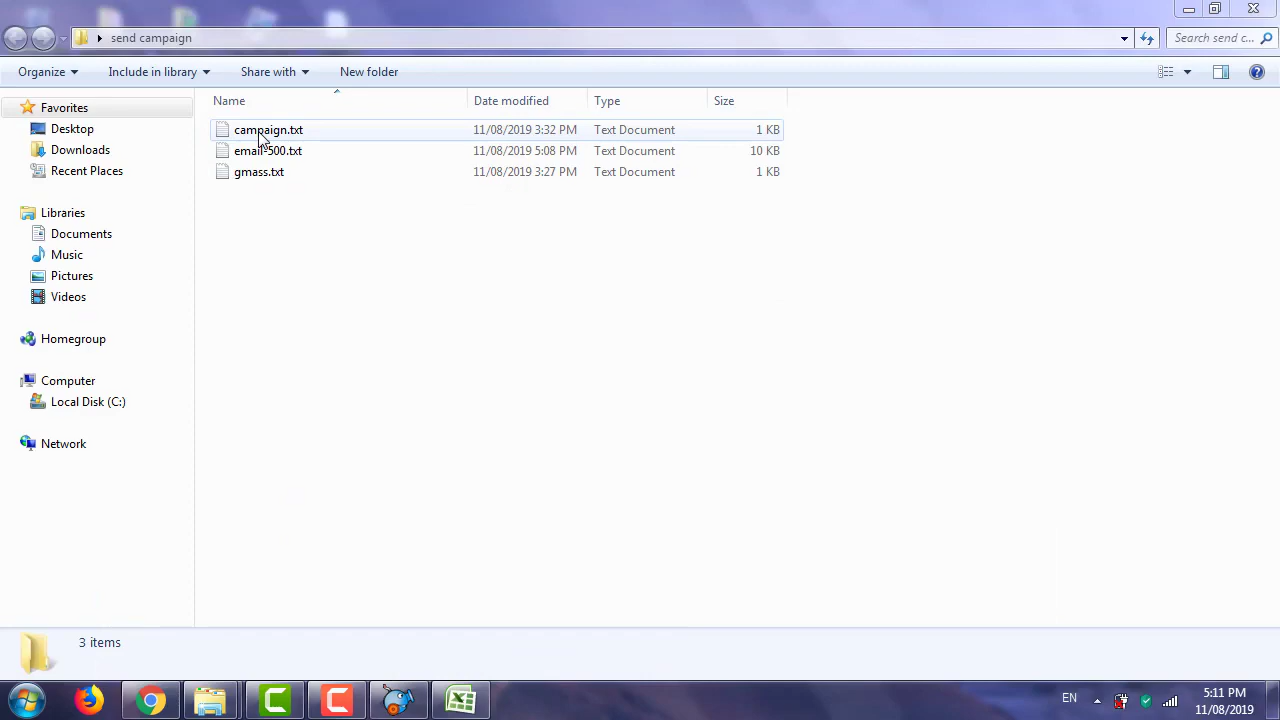 send campaign
Search send c...
Organize
Include in library
Share with
New folder
Name
Date modified
Type
Size
Favorites
Desktop
Downloads
Recent Places
Libraries
Documents
Music
Pictures
Videos
Homegroup
Computer
Local Disk (C:)
Network
campaign.txt 11/08/2019 3:32 PM Text Document 1 KB
email-500.txt 11/08/2019 5:08 PM Text Document 10 KB
gmass.txt 11/08/2019 3:27 PM Text Document 1 KB
3 items
EN
5:11 PM
11/08/2019